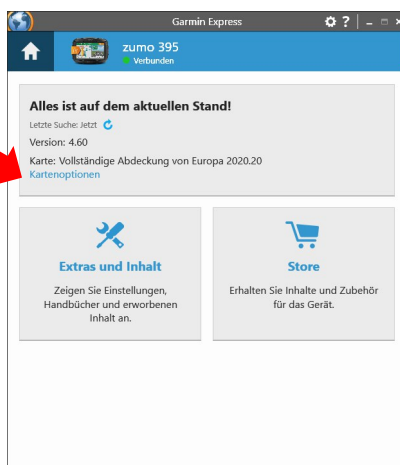 Garmin Express
zumo 395
Verbunden
Alles ist auf dem aktuellen Stand!
Letzte Suche: Jetzt
Version: 4.60
Karte: Vollständige Abdeckung von Europa 2020.20
Kartenoptionen
Extras und Inhalt
Zeigen Sie Einstellungen,
Handbücher und erworbenen
Inhalt an.
Store
Erhalten Sie Inhalte und Zubehör
für das Gerät.